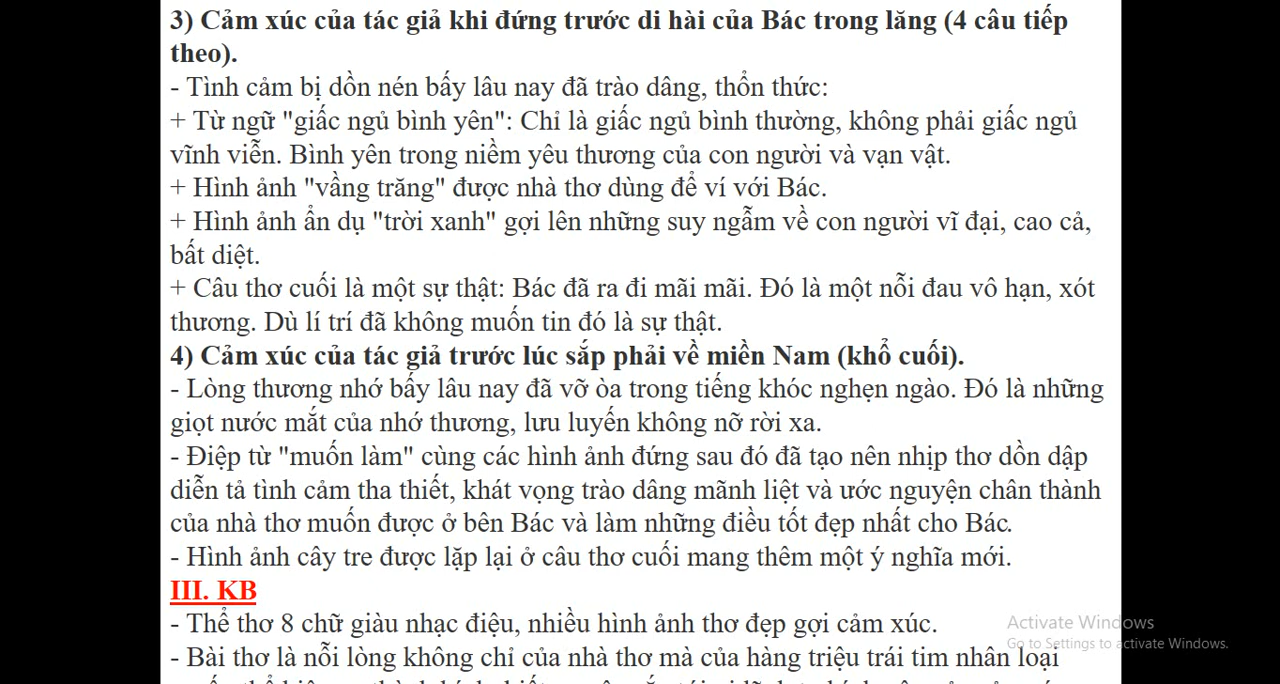 3) Cảm xúc của tác giả khi đứng trước di hài của Bác trong lăng (4 câu tiếp
theo).
- Tình cảm bị dồn nén bấy lâu nay đã trào dâng, thổn thức:
+ Từ ngữ "giấc ngủ bình yên": Chỉ là giấc ngủ bình thường, không phải giấc ngủ
vĩnh viễn. Bình yên trong niềm yêu thương của con người và vạn vật.
+ Hình ảnh "vầng trăng" được nhà thơ dùng để ví với Bác.
+ Hình ảnh ẩn dụ "trời xanh" gợi lên những suy ngẫm về con người vĩ đại, cao cả,
bất diệt.
+ Câu thơ cuối là một sự thật: Bác đã ra đi mãi mãi. Đó là một nỗi đau vô hạn, xót
thương. Dù lí trí đã không muốn tin đó là sự thật.
4) Cảm xúc của tác giả trước lúc sắp phải về miền Nam (khổ cuối).
- Lòng thương nhớ bấy lâu nay đã vỡ òa trong tiếng khóc nghẹn ngào. Đó là những
giọt nước mắt của nhớ thương, lưu luyến không nỡ rời xa.
- Điệp từ "muốn làm" cùng các hình ảnh đứng sau đó đã tạo nên nhịp thơ dồn dập
diễn tả tình cảm tha thiết, khát vọng trào dâng mãnh liệt và ước nguyện chân thành
của nhà thơ muốn được ở bên Bác và làm những điều tốt đẹp nhất cho Bác.
- Hình ảnh cây tre được lặp lại ở câu thơ cuối mang thêm một ý nghĩa mới.
III. KB
- Thể thơ 8 chữ giàu nhạc điệu, nhiều hình ảnh thơ đẹp gợi cảm xúc.
- Bài thơ là nỗi lòng không chỉ của nhà thơ mà của hàng triệu trái tim nhân loại
Activate Windows
Go to Settings to activate Windows.